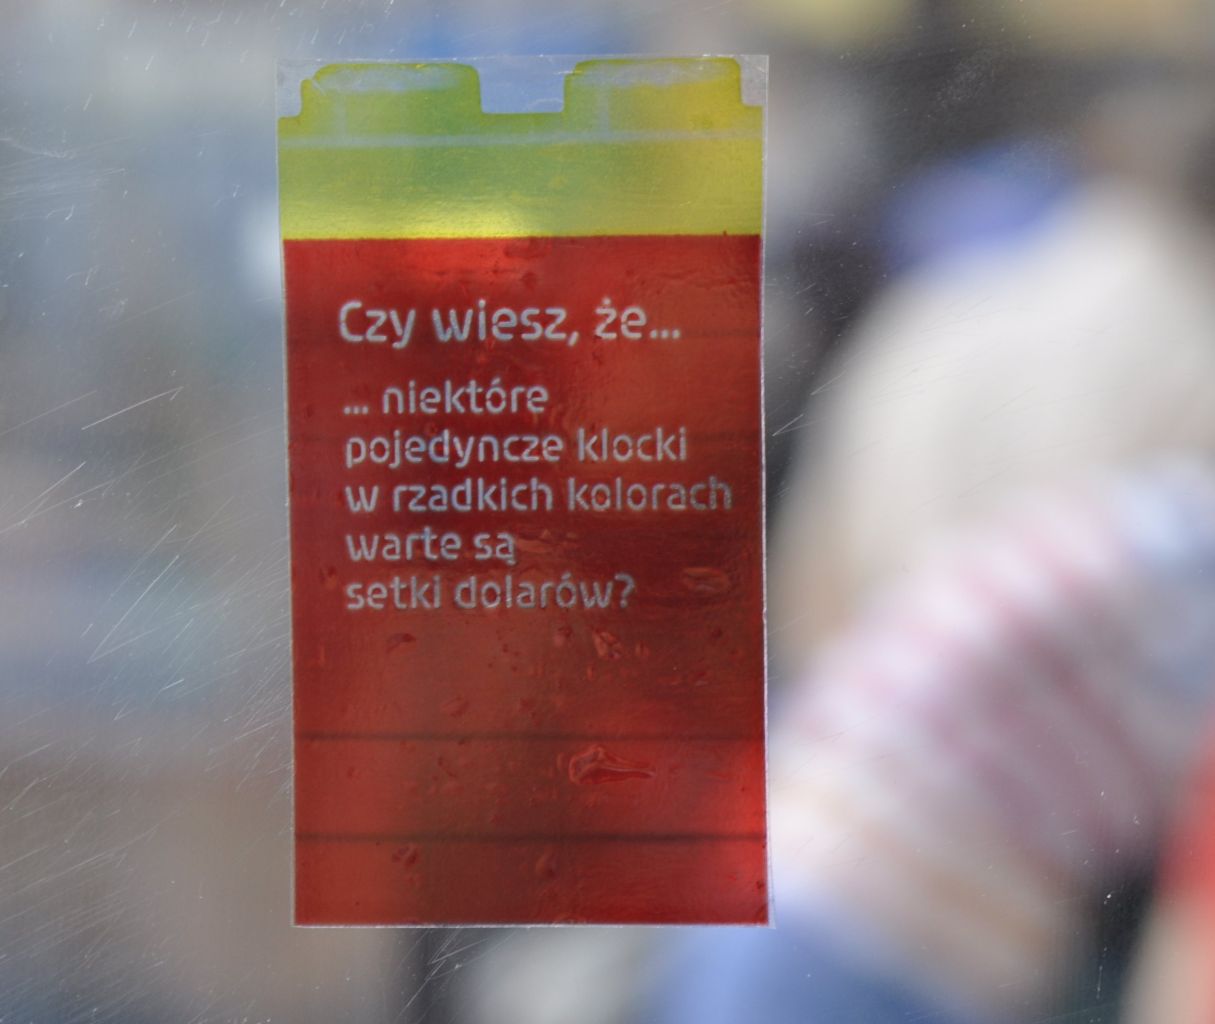 Czy wiesz, że...
... niektóre
pojedyncze klocki
w rzadkich kolorach
warte są
setki dolarów?